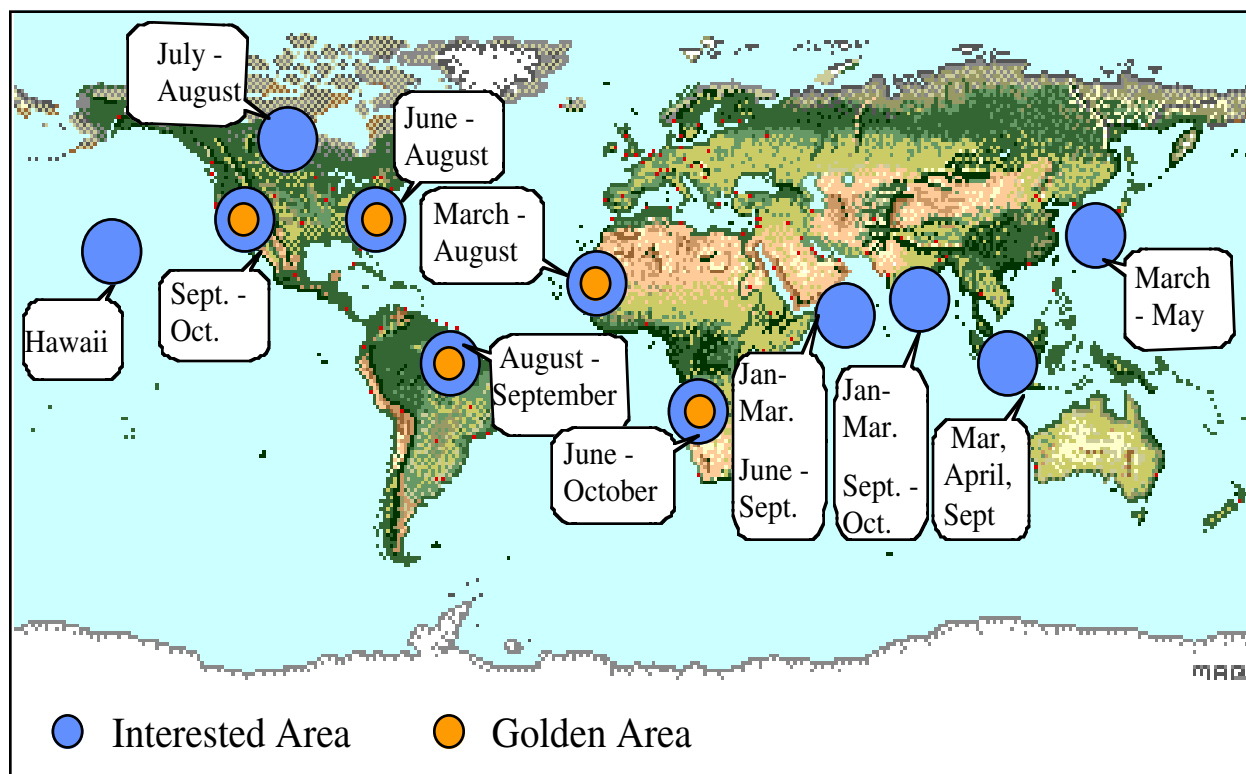 July -
August
June -
August
March -
August
Sept. -
Oct.
Hawaii
August -
September
June -
October
Jan-
Mar.
June -
Sept.
Jan-
Mar.
Sept. -
Oct.
Mar,
April,
Sept
March
- May
Interested Area
Golden Area